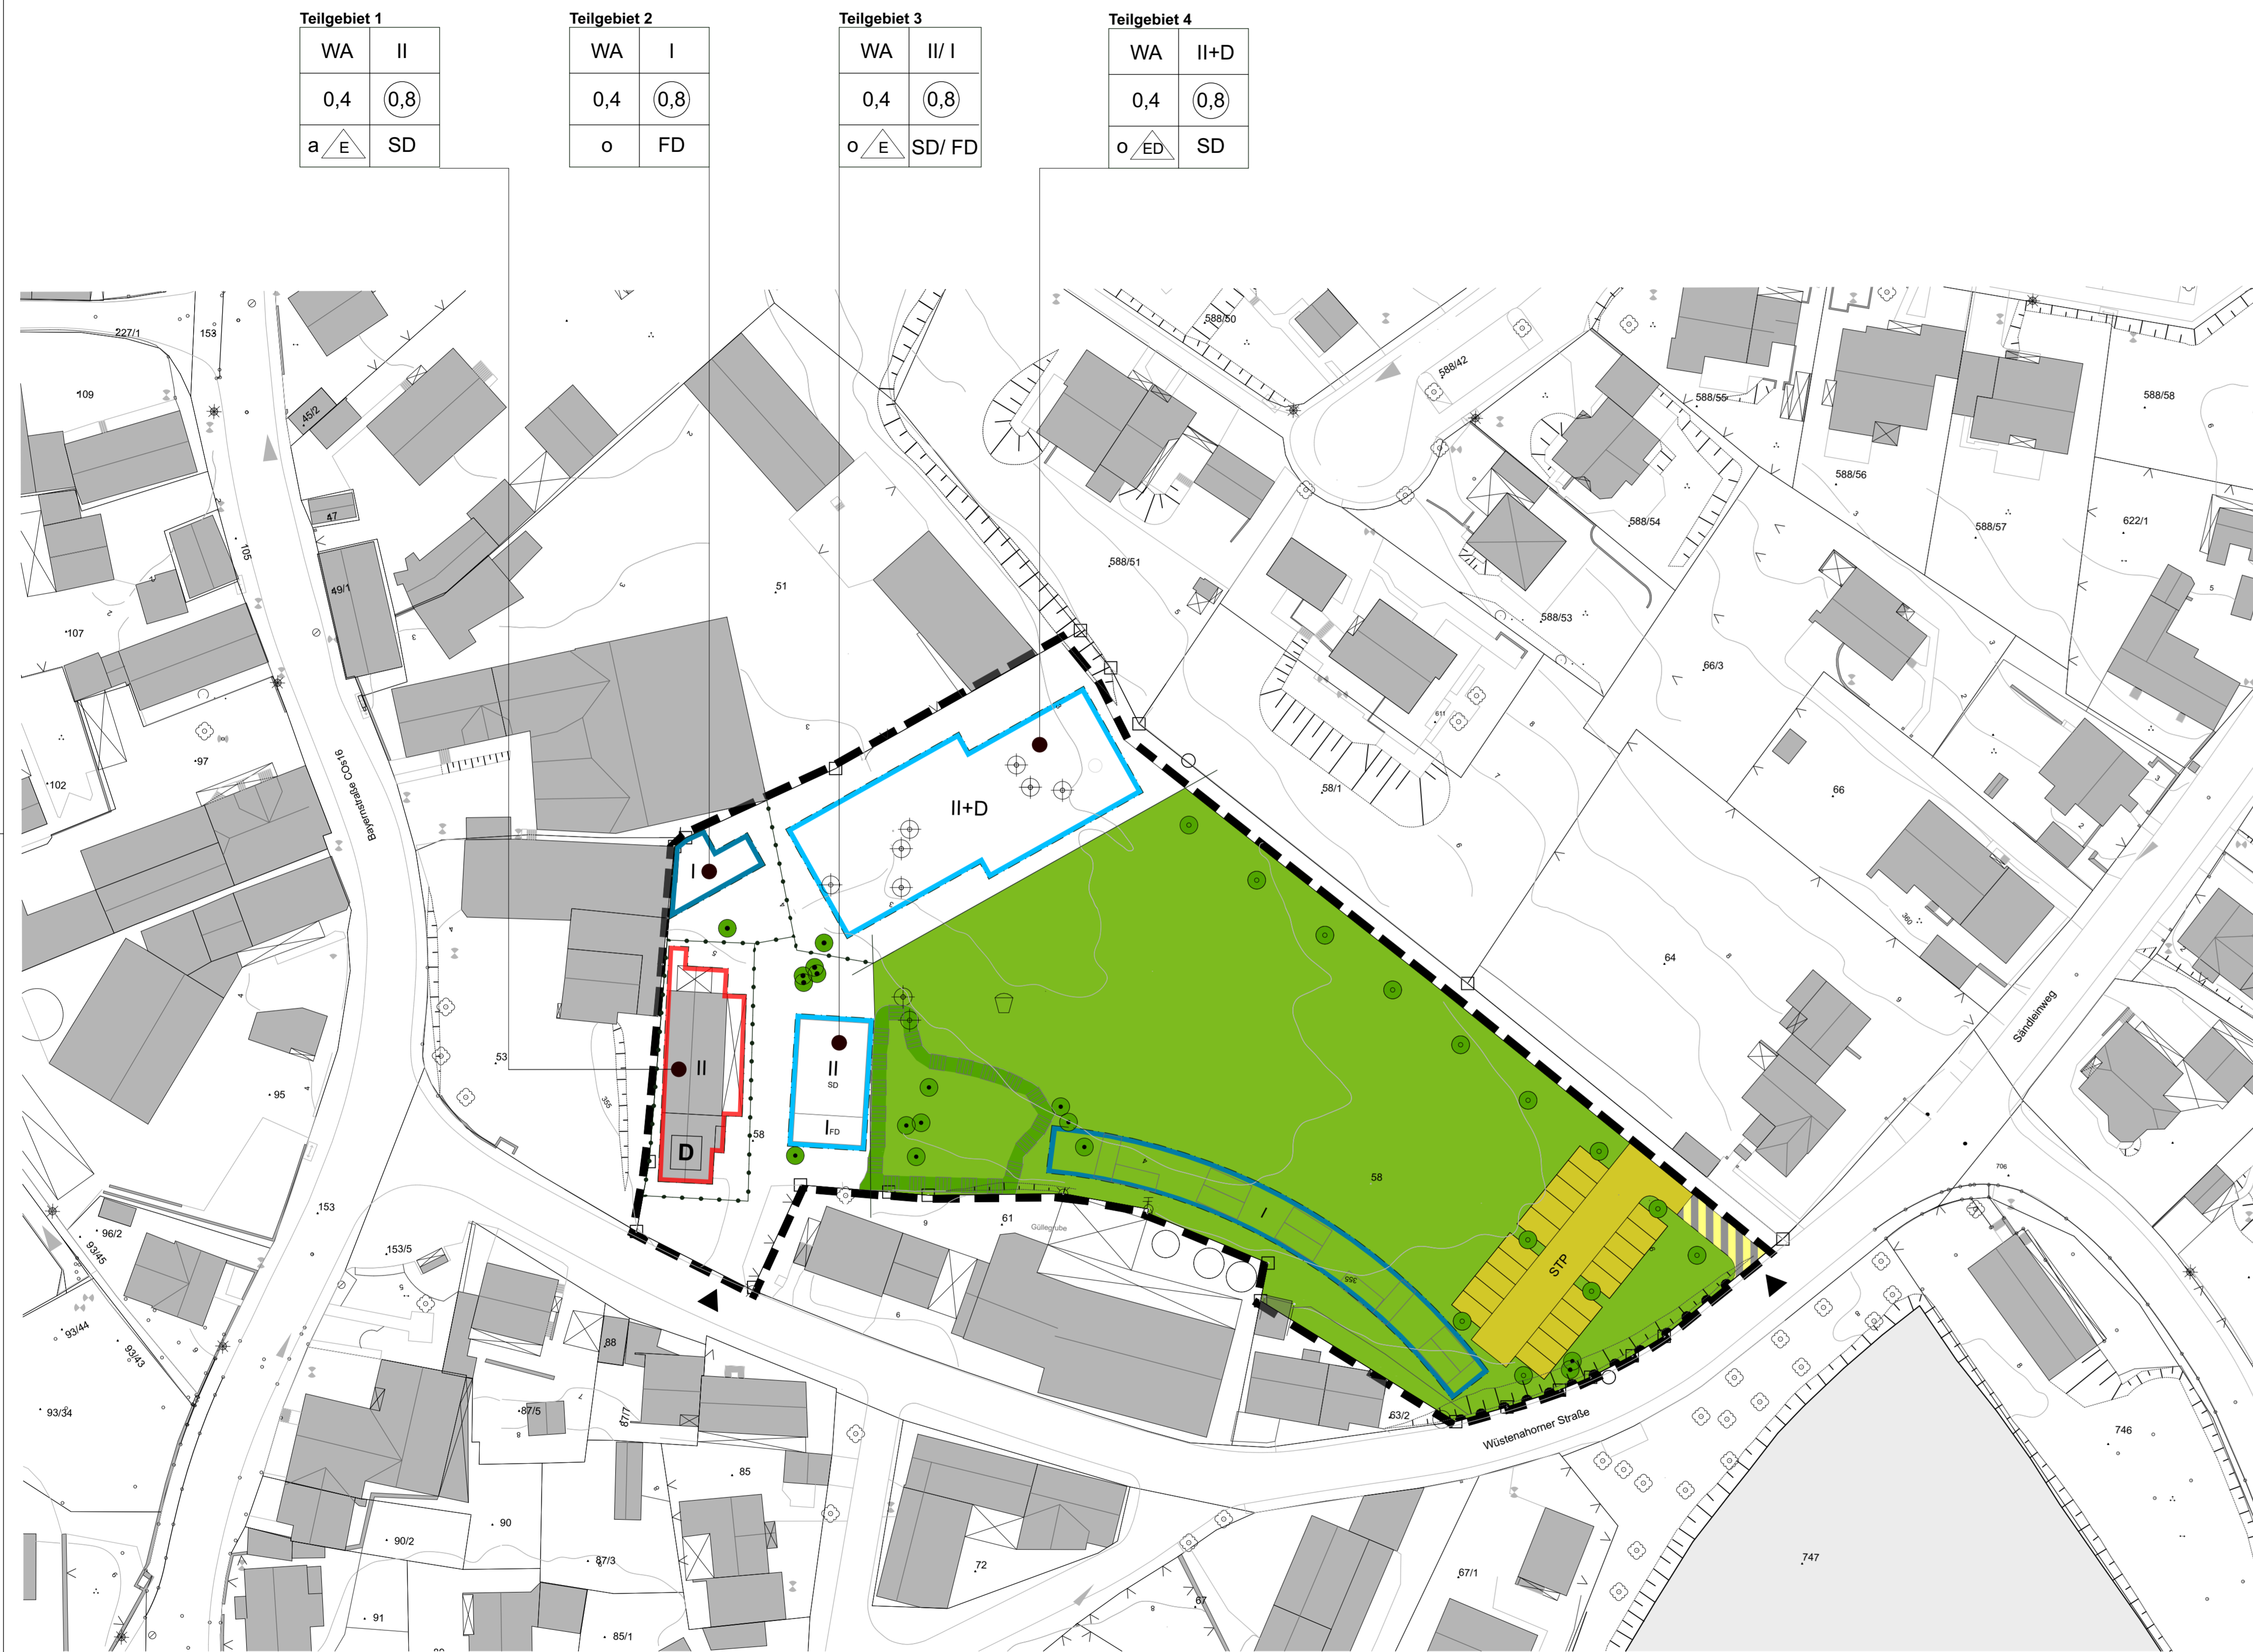 Teilgebiet 1
WA II
0,4 0,8
a E SD
Teilgebiet 2
WA I
0,4 0,8
o FD
Teilgebiet 3
WA II/ I
0,4 0,8
o E SD/ FD
Teilgebiet 4
WA II+D
0,4 0,8
o ED SD
227/1
153
109
45/2
47
49/1
105
107
102
97
Bayernstraße COs16
95
53
51
588/50
588/42
588/51
588/55
588/58
588/56
588/54
588/57
622/1
588/53
66/3
611
58/1
66
64
360
Sändleinweg
II+D
I
II
D
58
II
SD
I FD
355
58
I
355
STP
61
Güllegrube
63/2
Wüstenahorner Straße
706
746
747
153
153/5
96/2
93/45
93/44
93/43
93/34
88
87/5
87/7
85
90
90/2
87/3
91
85/1
72
67
67/1